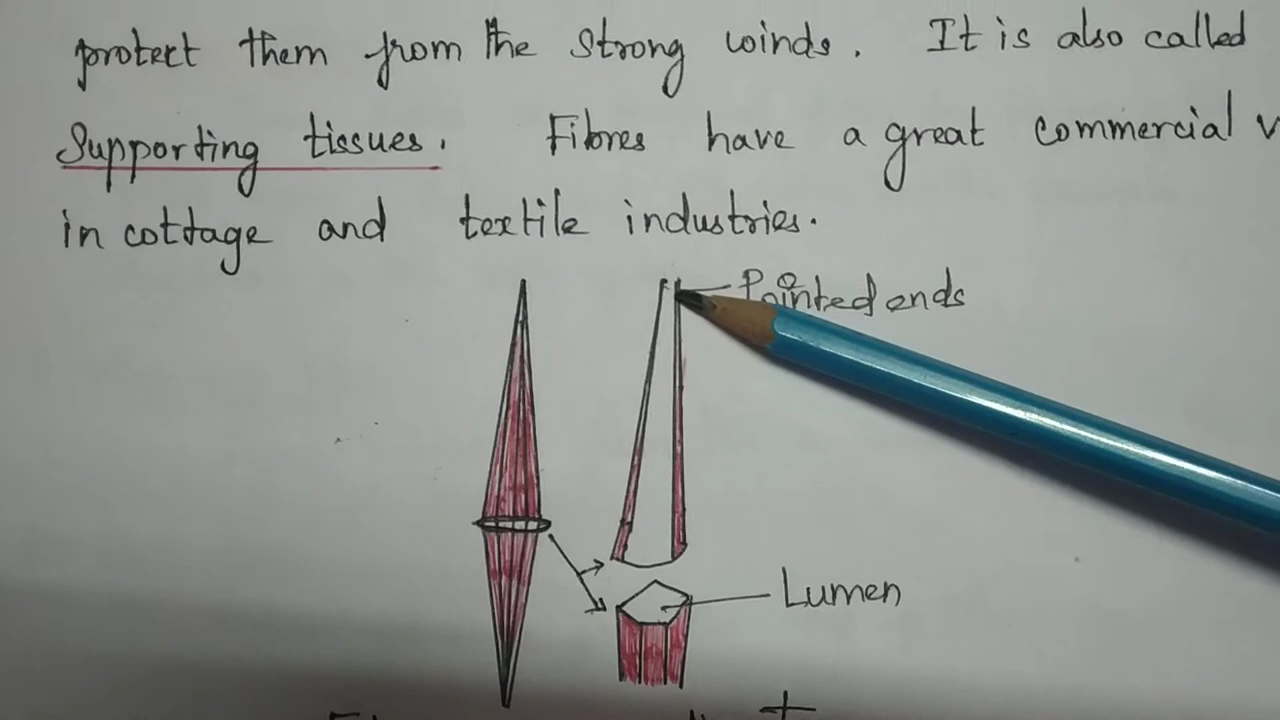 protect them from the strong winds. It is also called
Supporting tissues. Fibres have a great commercial
in cottage and textile industries.
Pointed ends
Lumen